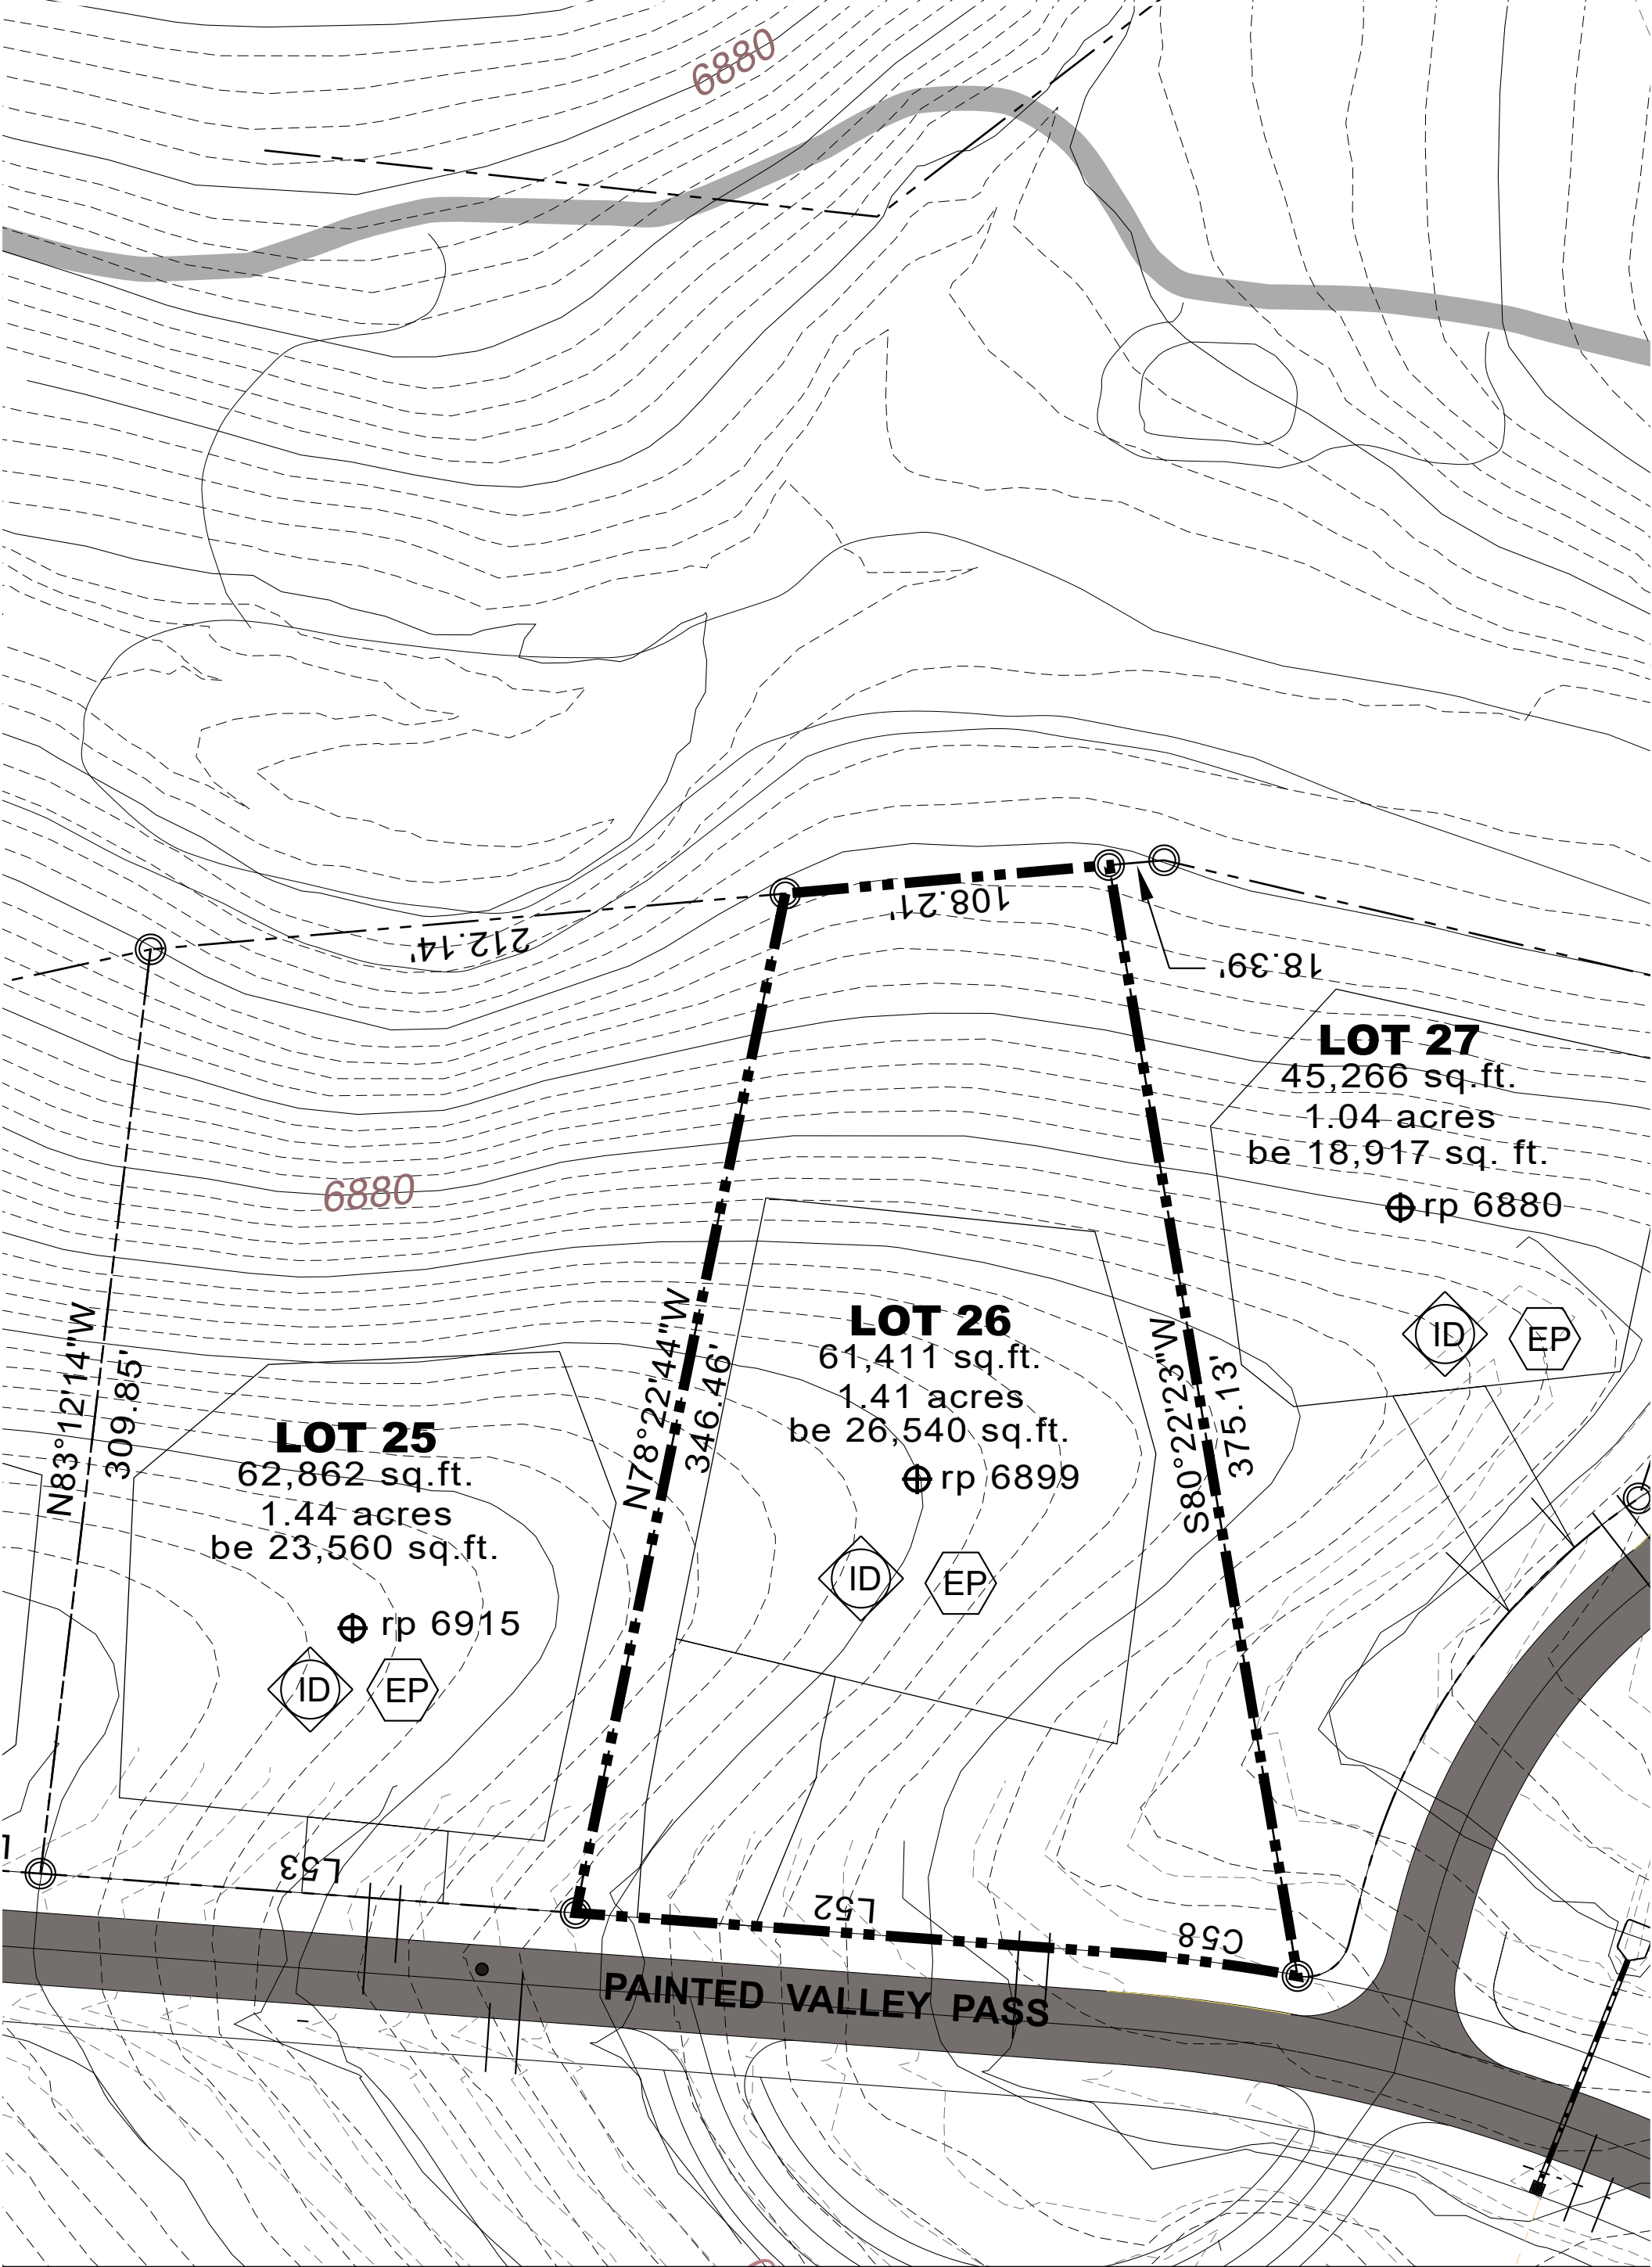 6880
212.14'
108.21'
18.39'
LOT 27
45,266 sq.ft.
1.04 acres
be 18,917 sq. ft.
rp 6880
ID
EP
6880
N83°12'14"W
309.85'
N78°22'44"W
346.46'
LOT 26
61,411 sq.ft.
1.41 acres
be 26,540 sq.ft.
rp 6899
ID
EP
S80°22'23"W
375.13'
LOT 25
62,862 sq.ft.
1.44 acres
be 23,560 sq.ft.
rp 6915
ID
EP
L53
L52
C58
PAINTED VALLEY PASS